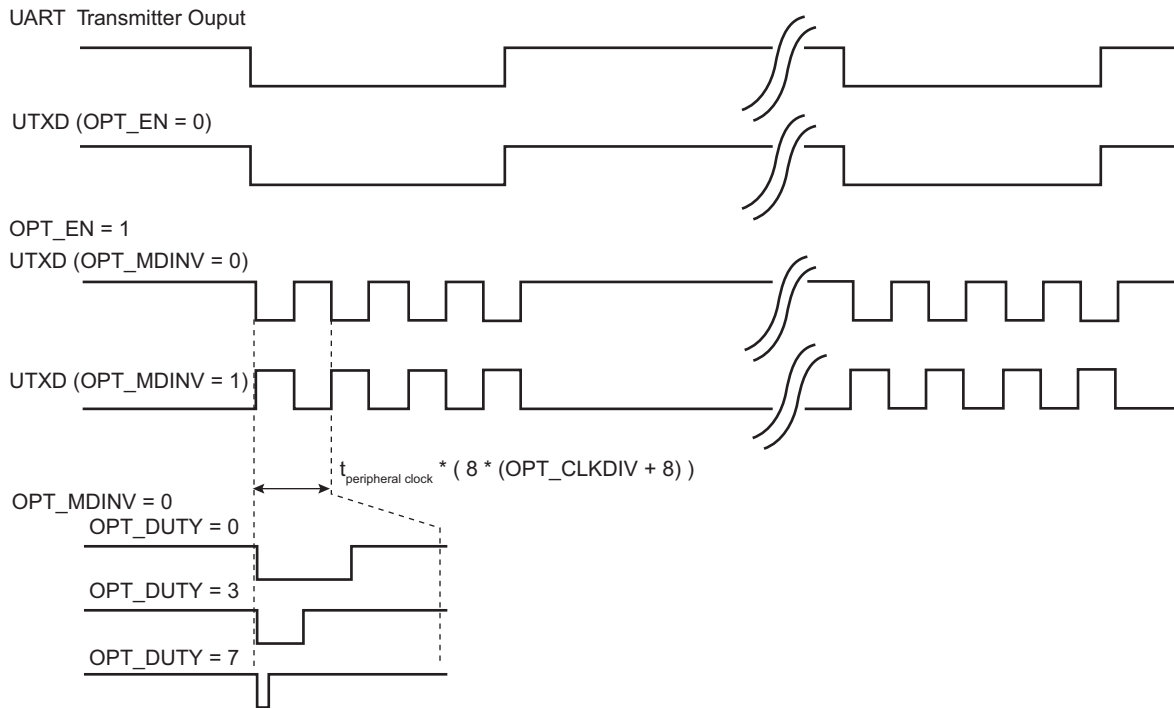 UART  Transmitter Ouput
UTXD (OPT_EN = 0)
OPT_EN = 1
UTXD (OPT_MDINV = 0)
UTXD (OPT_MDINV = 1)
t peripheral clock * ( 8 * (OPT_CLKDIV + 8) )
OPT_MDINV = 0
OPT_DUTY = 0
OPT_DUTY = 3
OPT_DUTY = 7